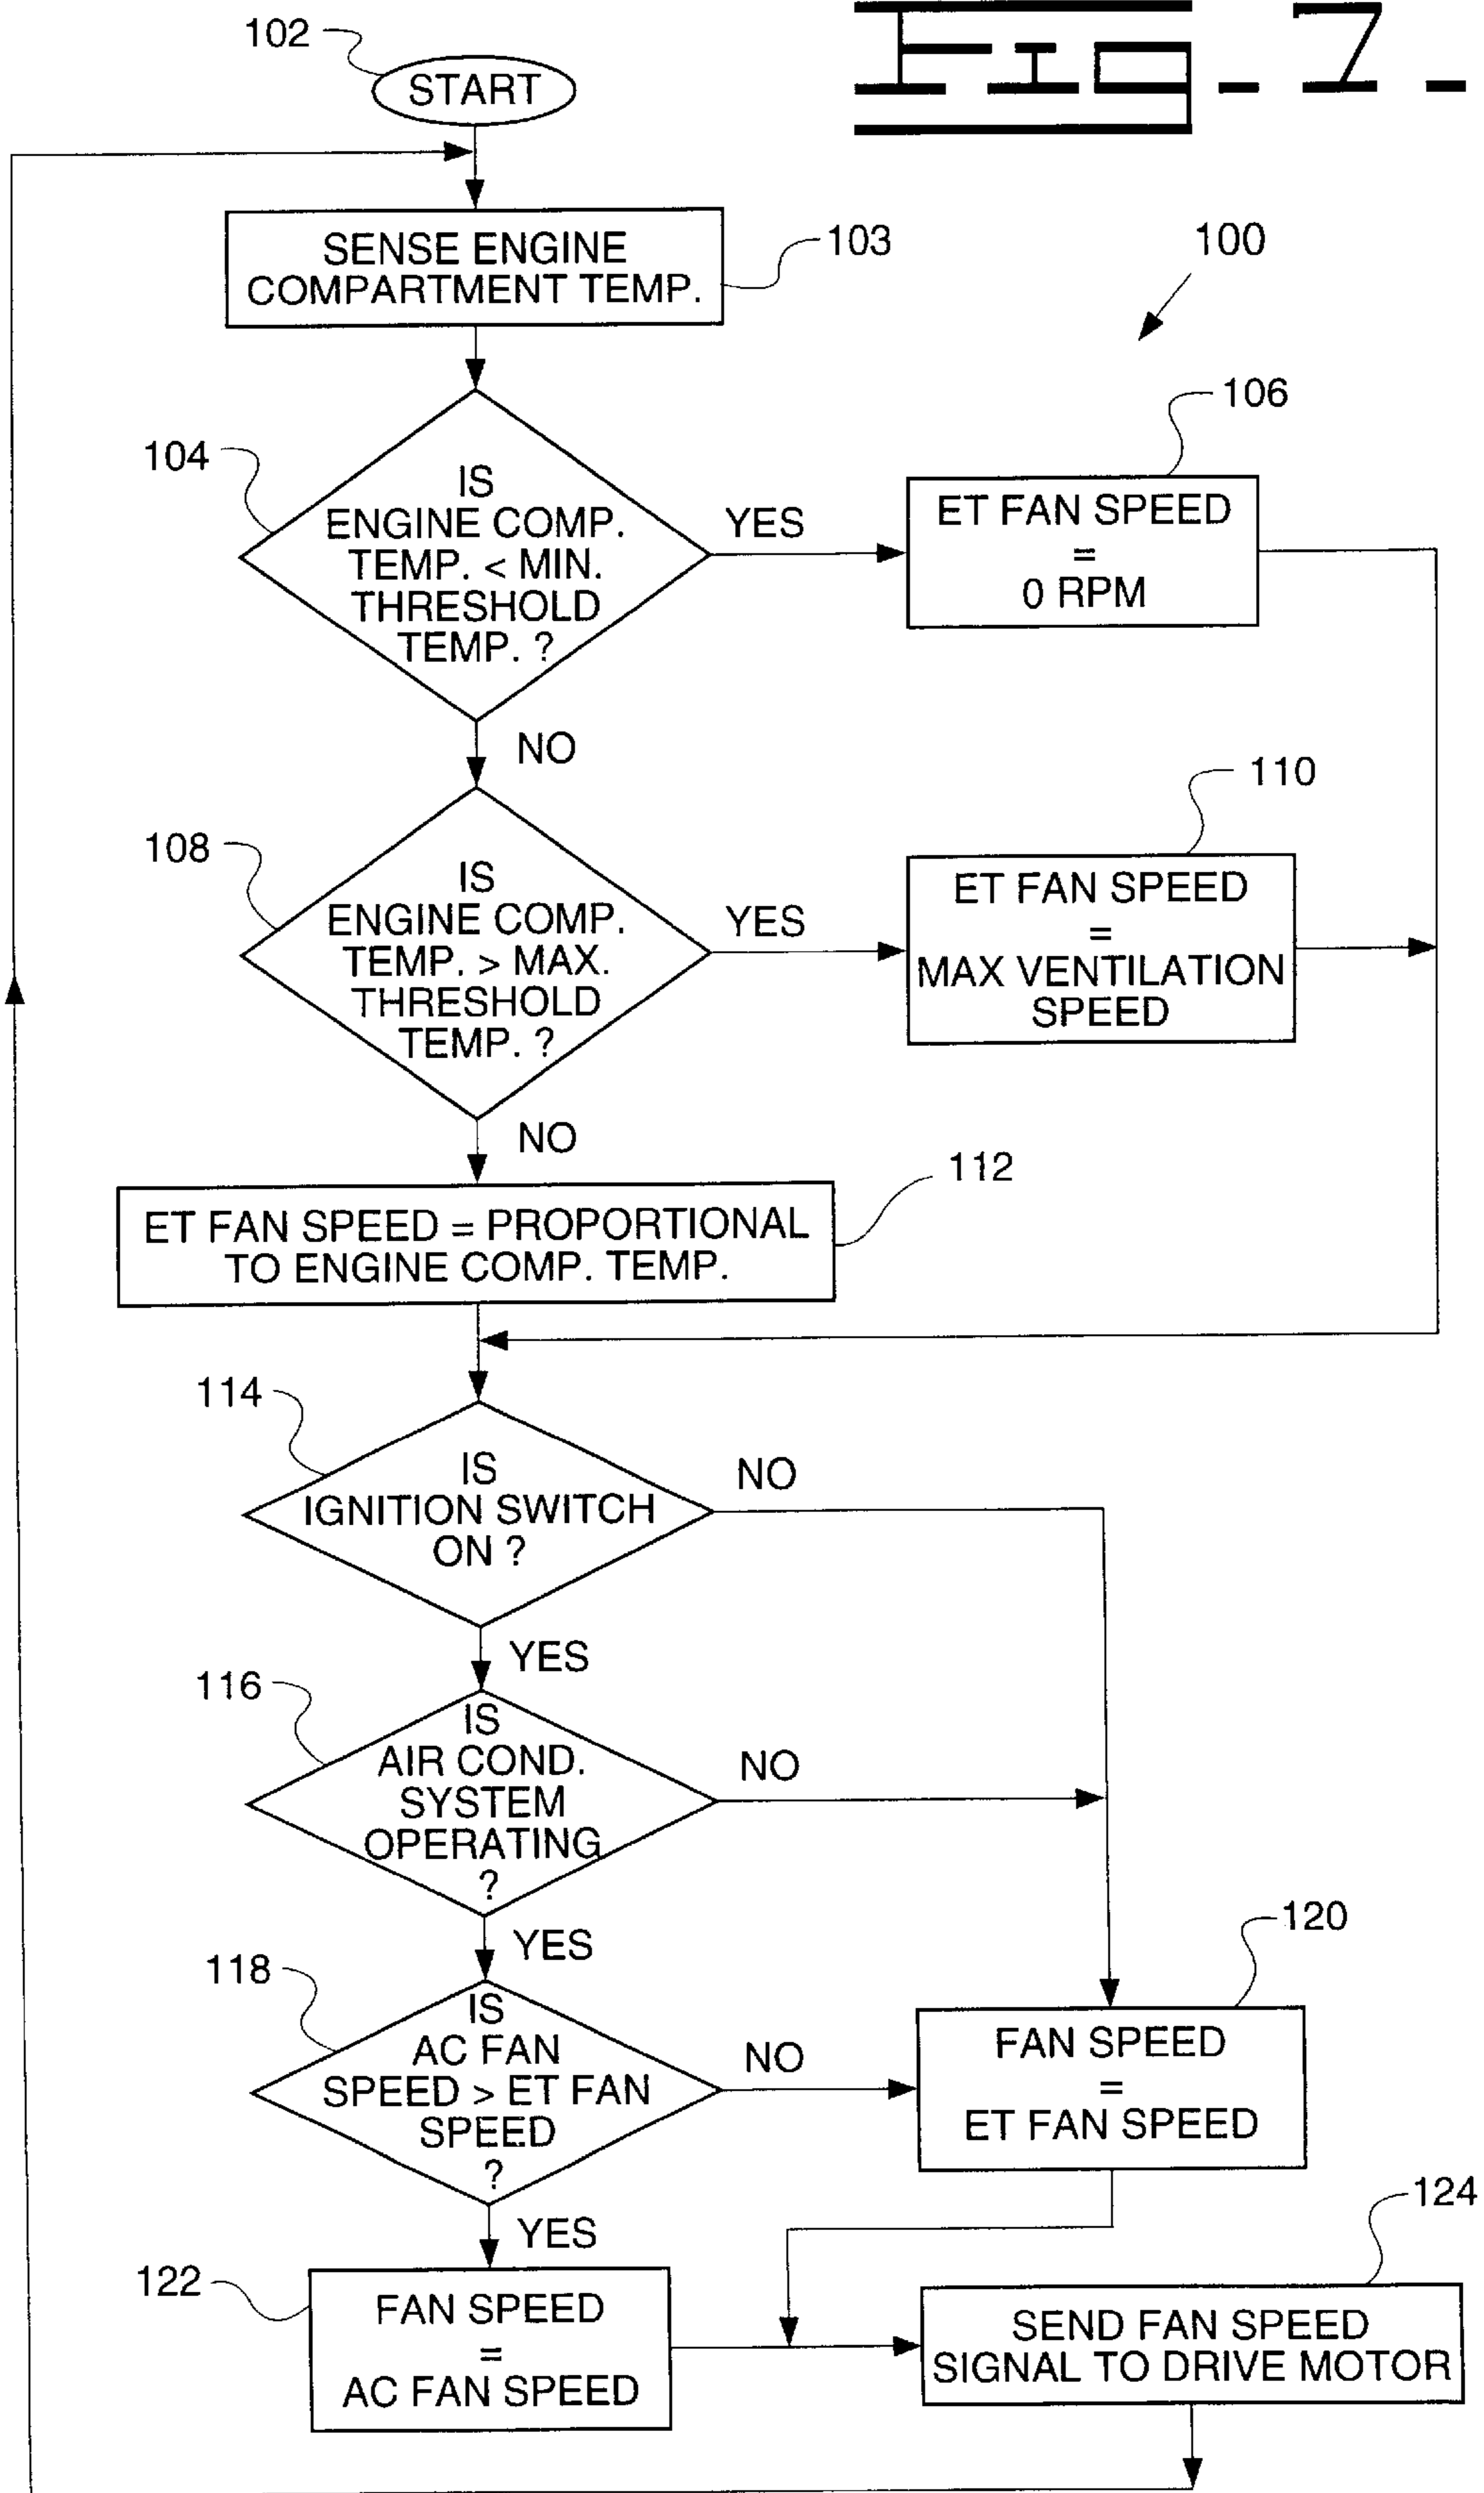 FIG_7_
102
START
SENSE ENGINE
COMPARTMENT TEMP.
103
100
104
IS
ENGINE COMP.
TEMP. < MIN.
THRESHOLD
TEMP. ?
YES
106
ET FAN SPEED
=
0 RPM
NO
108
IS
ENGINE COMP.
TEMP. > MAX.
THRESHOLD
TEMP. ?
YES
110
ET FAN SPEED
=
MAX VENTILATION
SPEED
NO
112
ET FAN SPEED = PROPORTIONAL
TO ENGINE COMP. TEMP.
114
IS
IGNITION SWITCH
ON ?
NO
YES
116
IS
AIR COND.
SYSTEM
OPERATING
?
NO
YES
118
IS
AC FAN
SPEED > ET FAN
SPEED
?
NO
120
FAN SPEED
=
ET FAN SPEED
YES
122
FAN SPEED
=
AC FAN SPEED
124
SEND FAN SPEED
SIGNAL TO DRIVE MOTOR